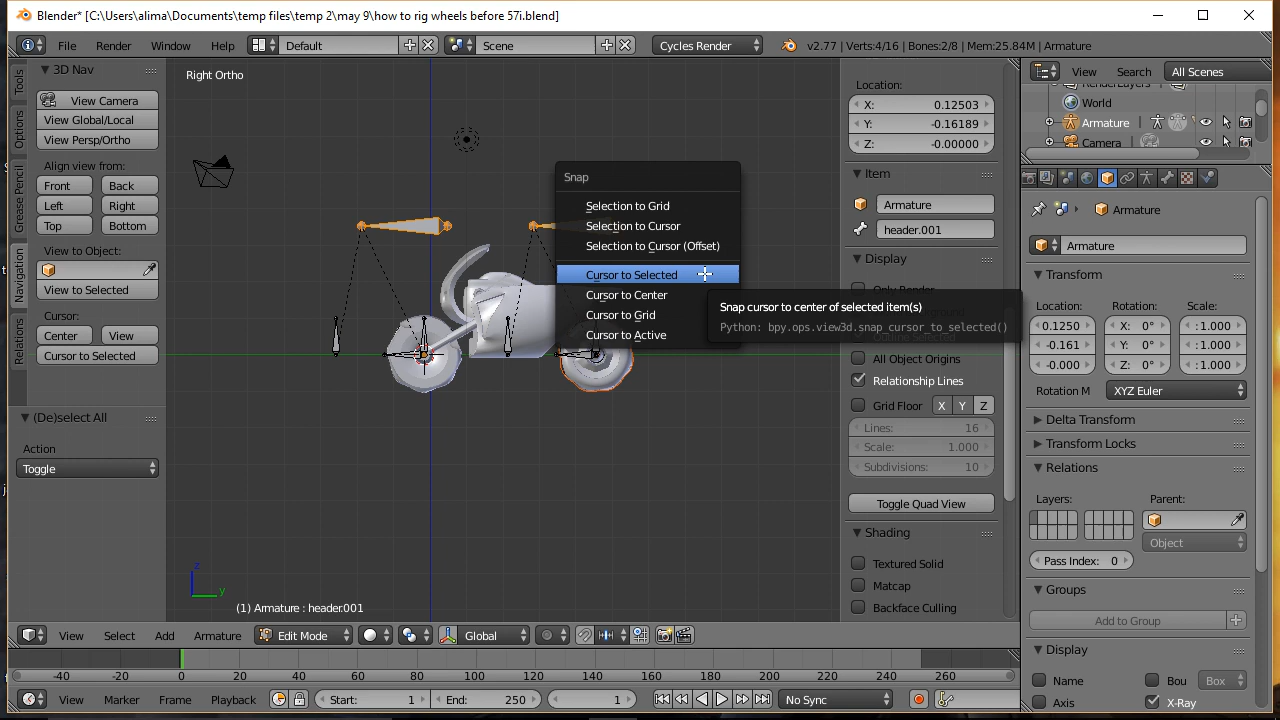 Blender* [C:\Users\alima\Documents\temp files\temp 2\may 9\how to rig wheels before 57i.blend]
File Render Window Help Default Scene Cycles Render v2.77 | Verts:4/16 | Bones:2/8 | Mem:25.84M | Armature
View Search All Scenes
Tools
Options
Grease Pencil
Navigation
Relations
3D Nav
View Camera
View Global/Local
View Persp/Ortho
Align view from:
Front Back
Left Right
Top Bottom
View to Object:
View to Selected
Cursor:
Center View
Cursor to Selected
(De)select All
Action
Toggle
Right Ortho
Snap
Selection to Grid
Selection to Cursor
Selection to Cursor (Offset)
Cursor to Selected
Cursor to Center
Cursor to Grid
Cursor to Active
Snap cursor to center of selected item(s)
Python: bpy.ops.view3d.snap_cursor_to_selected()
z
y
(1) Armature : header.001
Location:
X: 0.12503
Y: -0.16189
Z: -0.00000
Item
Armature
header.001
Display
All Object Origins
Relationship Lines
Grid Floor X Y Z
Lines: 16
Scale: 1.000
Subdivisions: 10
Toggle Quad View
Shading
Textured Solid
Matcap
Backface Culling
RenderLayers
World
Armature
Camera
Armature
Armature
Transform
Location: Rotation: Scale:
0.1250 X: 0° :1.000
-0.161 Y: 0° :1.000
-0.000 Z: 0° :1.000
Rotation M XYZ Euler
Delta Transform
Transform Locks
Relations
Layers: Parent:
Object
Pass Index: 0
Groups
Add to Group
Display
Name Bou Box
Axis X-Ray
View Select Add Armature Edit Mode Global
-40 -20 0 20 40 60 80 100 120 140 160 180 200 220 240 260
View Marker Frame Playback Start: 1 End: 250 1 No Sync